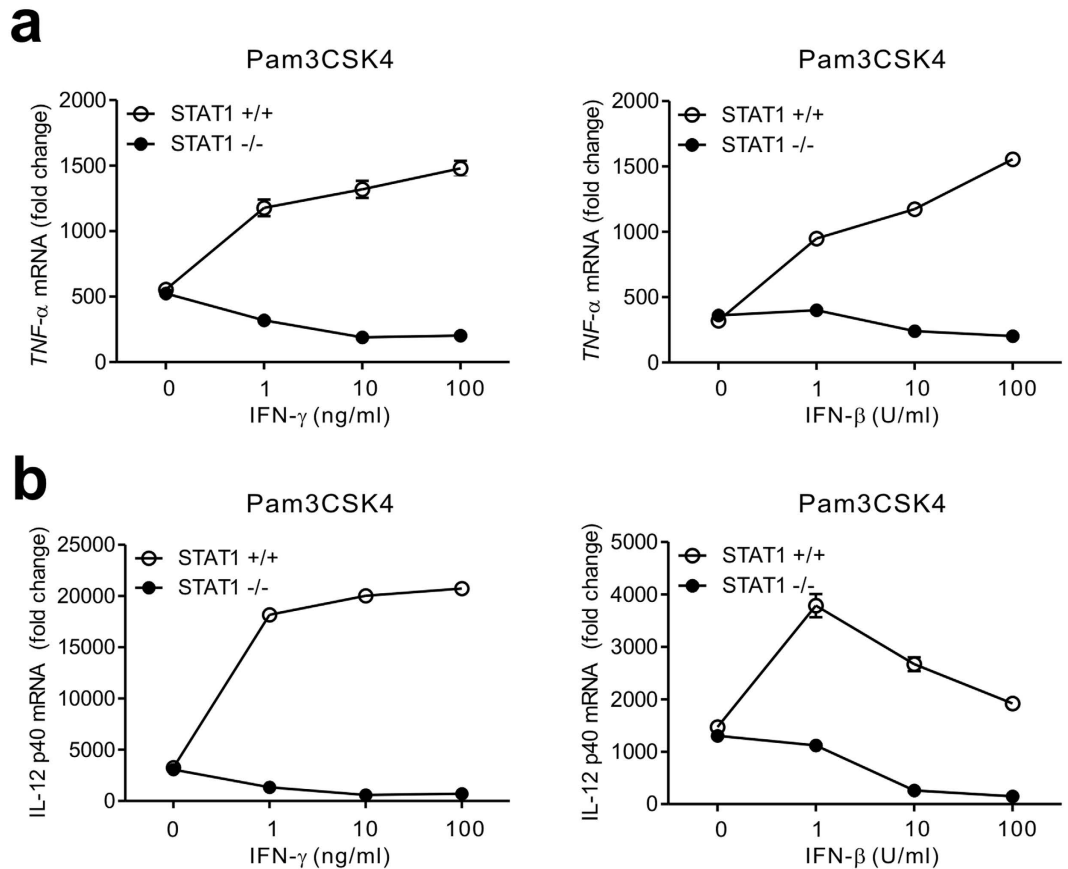 a
Pam3CSK4
TNF-α mRNA (fold change)
2000
1500
1000
500
0
STAT1 +/+
STAT1 -/-
0 1 10 100
IFN-γ (ng/ml)
Pam3CSK4
TNF-α mRNA (fold change)
2000
1500
1000
500
0
STAT1 +/+
STAT1 -/-
0 1 10 100
IFN-β (U/ml)
b
Pam3CSK4
IL-12 p40 mRNA (fold change)
25000
20000
15000
10000
5000
0
STAT1 +/+
STAT1 -/-
0 1 10 100
IFN-γ (ng/ml)
Pam3CSK4
IL-12 p40 mRNA (fold change)
5000
4000
3000
2000
1000
0
STAT1 +/+
STAT1 -/-
0 1 10 100
IFN-β (U/ml)